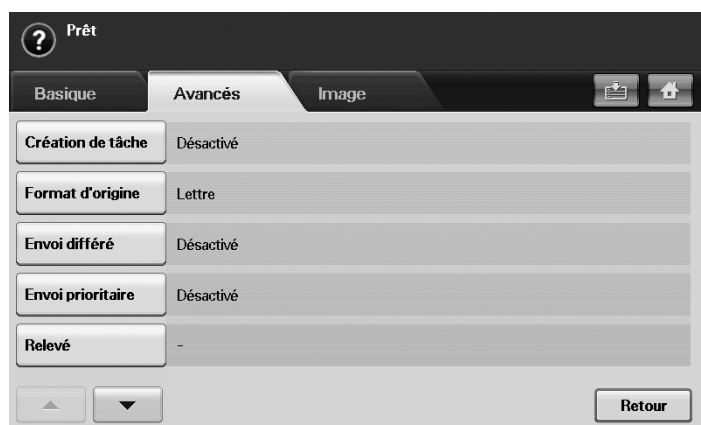 Prêt
Basique Avancés Image
Création de tâche Désactivé
Format d'origine Lettre
Envoi différé Désactivé
Envoi prioritaire Désactivé
Relevé -
Retour